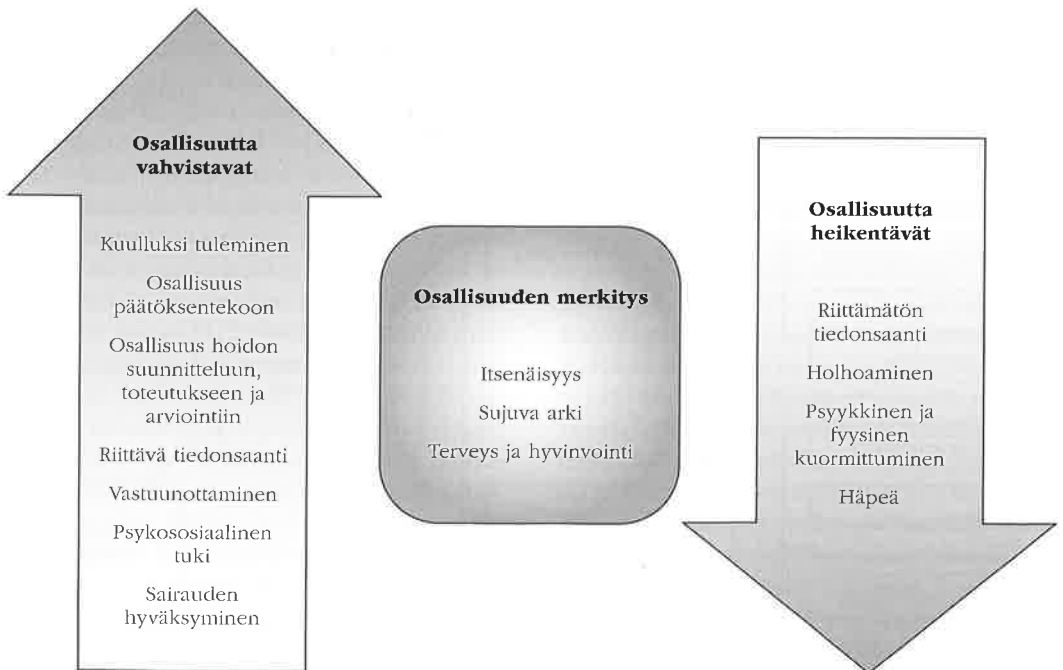 Osallisuutta
vahvistavat
Kuulluksi tuleminen
Osallisuus
päätöksentekoon
Osallisuus hoidon
suunnitteluun,
toteutukseen ja
arviointiin
Riittävä tiedonsaanti
Vastuunottaminen
Psykososiaalinen
tuki
Sairauden
hyväksyminen
Osallisuuden merkitys
Itsenäisyys
Sujuva arki
Terveys ja hyvinvointi
Osallisuutta
heikentävät
Riittämätön
tiedonsaanti
Holhoaminen
Psyykkinen ja
fyysinen
kuormittuminen
Häpeä